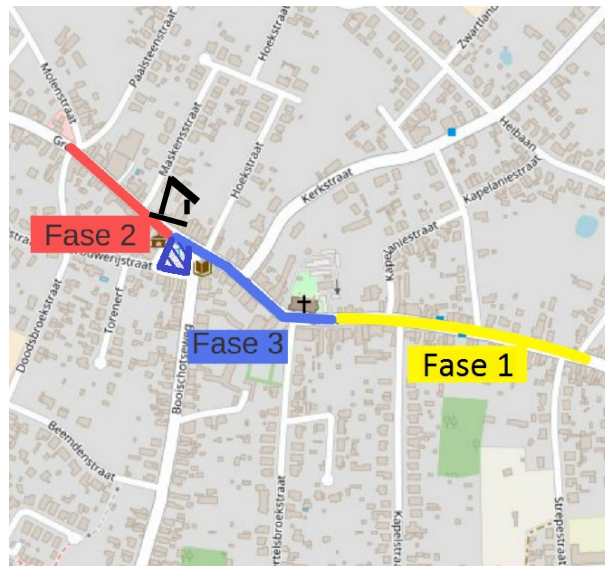 Zwartland
Hoekstraat
Paalsteenstraat
Molenstraat
Maskensstraat
Heibaan
Hoekstraat
Kerkstraat
Kapelaniestraat
Fase 2
Kapelaniestraat
Torenerf
Doodsbroekstraat
Fase 3
Fase 1
Booischotseweg
Beemdenstraat
Kapelstraat
Strepestraat